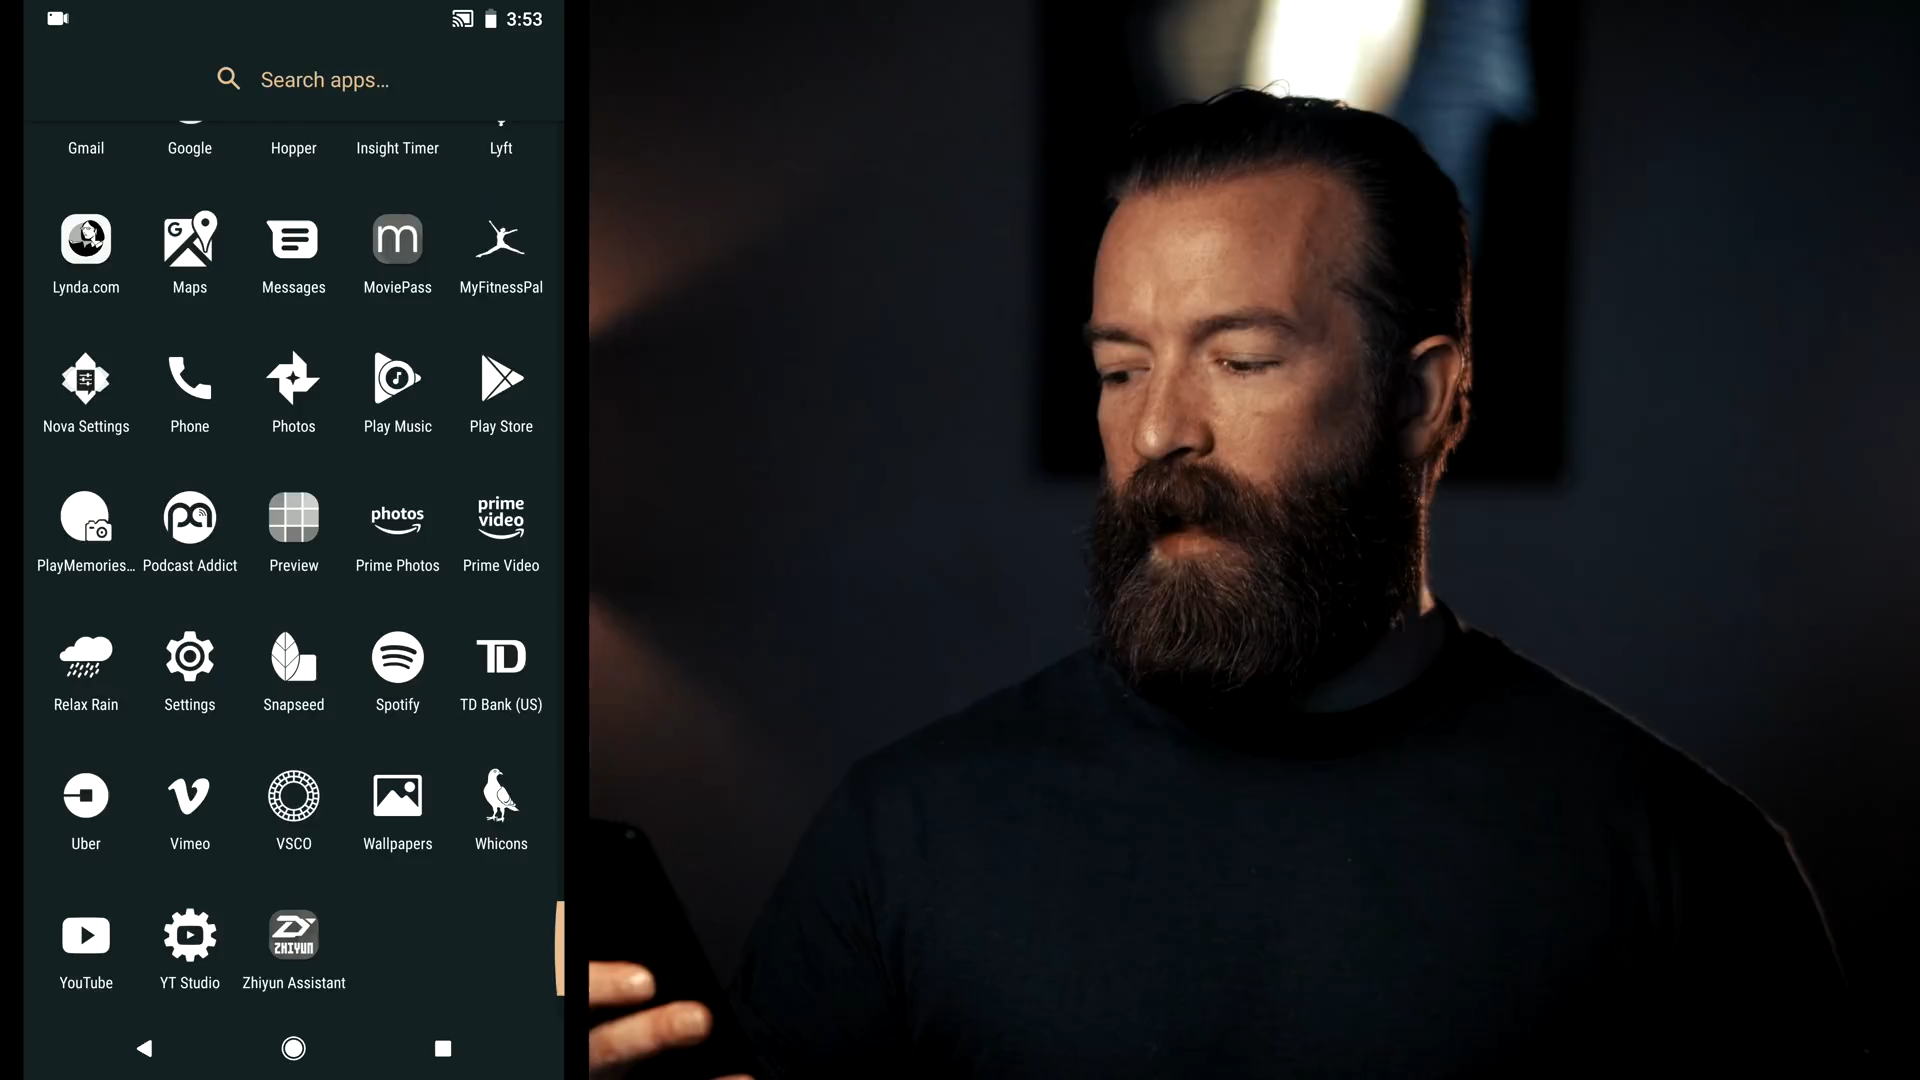 3:53
Search apps...
Gmail Google Hopper Insight Timer Lyft
G
m
Lynda.com Maps Messages MoviePass MyFitnessPal
Nova Settings Phone Photos Play Music Play Store
pa photos prime video
PlayMemories... Podcast Addict Preview Prime Photos Prime Video
TD
Relax Rain Settings Snapseed Spotify TD Bank (US)
Uber Vimeo VSCO Wallpapers Whicons
ZHIYUN
YouTube YT Studio Zhiyun Assistant